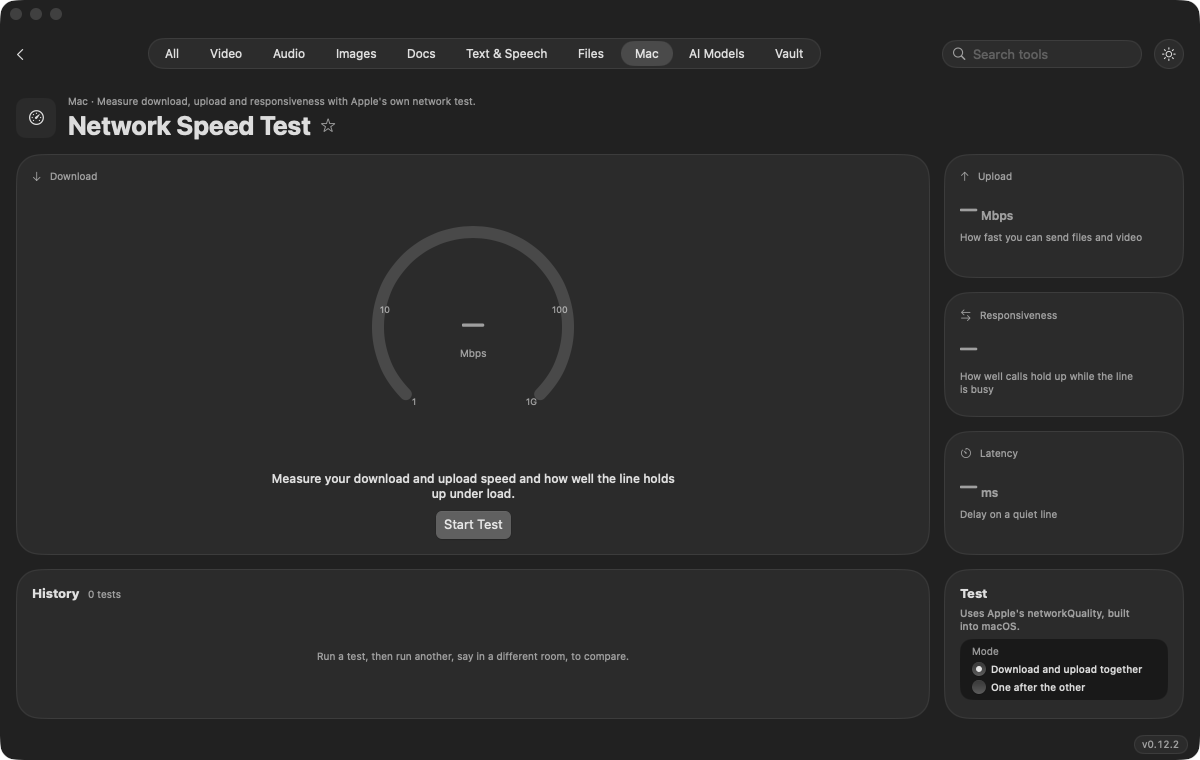 All
Video
Audio
Images
Docs
Text & Speech
Files
Mac
AI Models
Vault
Search tools
Mac · Measure download, upload and responsiveness with Apple's own network test.
Network Speed Test
Download
10
100
Mbps
1
1G
Measure your download and upload speed and how well the line holds
up under load.
Start Test
Upload
— Mbps
How fast you can send files and video
Responsiveness
—
How well calls hold up while the line
is busy
Latency
— ms
Delay on a quiet line
History 0 tests
Run a test, then run another, say in a different room, to compare.
Test
Uses Apple's networkQuality, built
into macOS.
Mode
Download and upload together
One after the other
v0.12.2